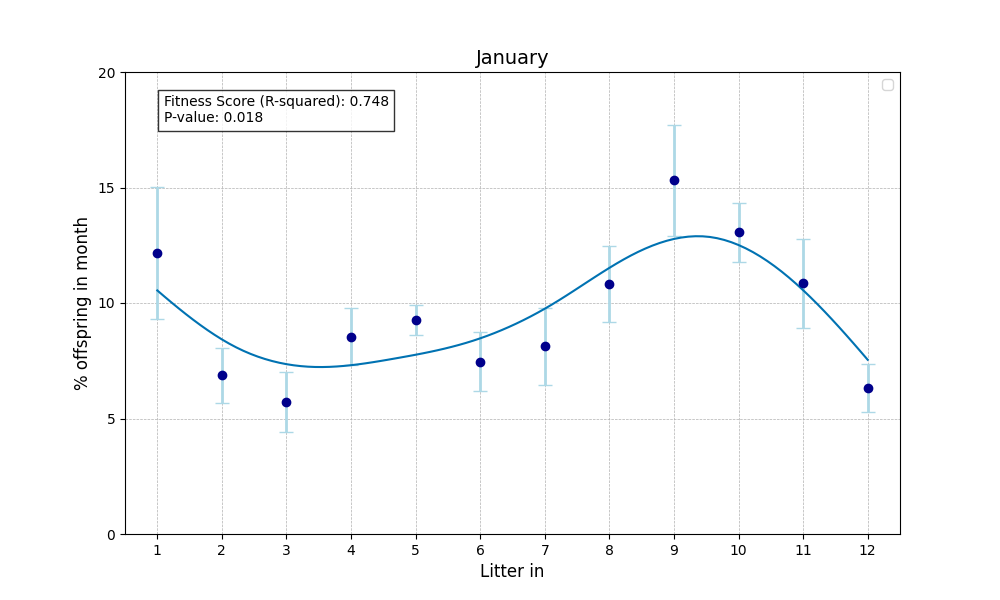 January
Fitness Score (R-squared): 0.748
P-value: 0.018
% offspring in month
20
15
10
5
0
1 2 3 4 5 6 7 8 9 10 11 12
Litter in